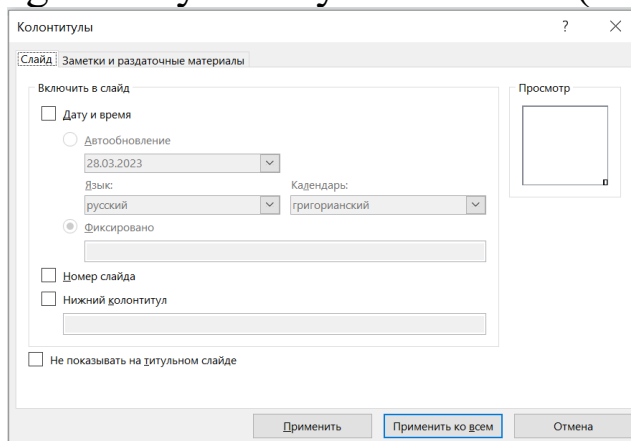 Колонтитулы ? ×
Слайд Заметки и раздаточные материалы
Включить в слайд
Просмотр
Дату и время
Автообновление
28.03.2023
Язык: Календарь:
русский григорианский
Фиксировано
Номер слайда
Нижний колонтитул
Не показывать на титульном слайде
Применить Применить ко всем Отмена